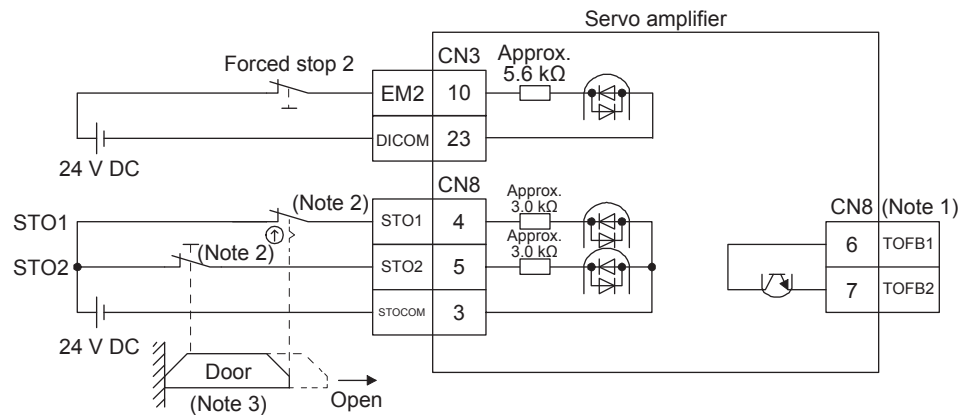 Servo amplifier
Forced stop 2
CN3
Approx.
5.6 kΩ
EM2
10
DICOM
23
24 V DC
CN8
Approx.
3.0 kΩ
STO1
(Note 2)
STO1
4
Approx.
3.0 kΩ
STO2
(Note 2)
STO2
5
STOCOM
3
24 V DC
CN8 (Note 1)
6
TOFB1
7
TOFB2
Door
(Note 3)
Open